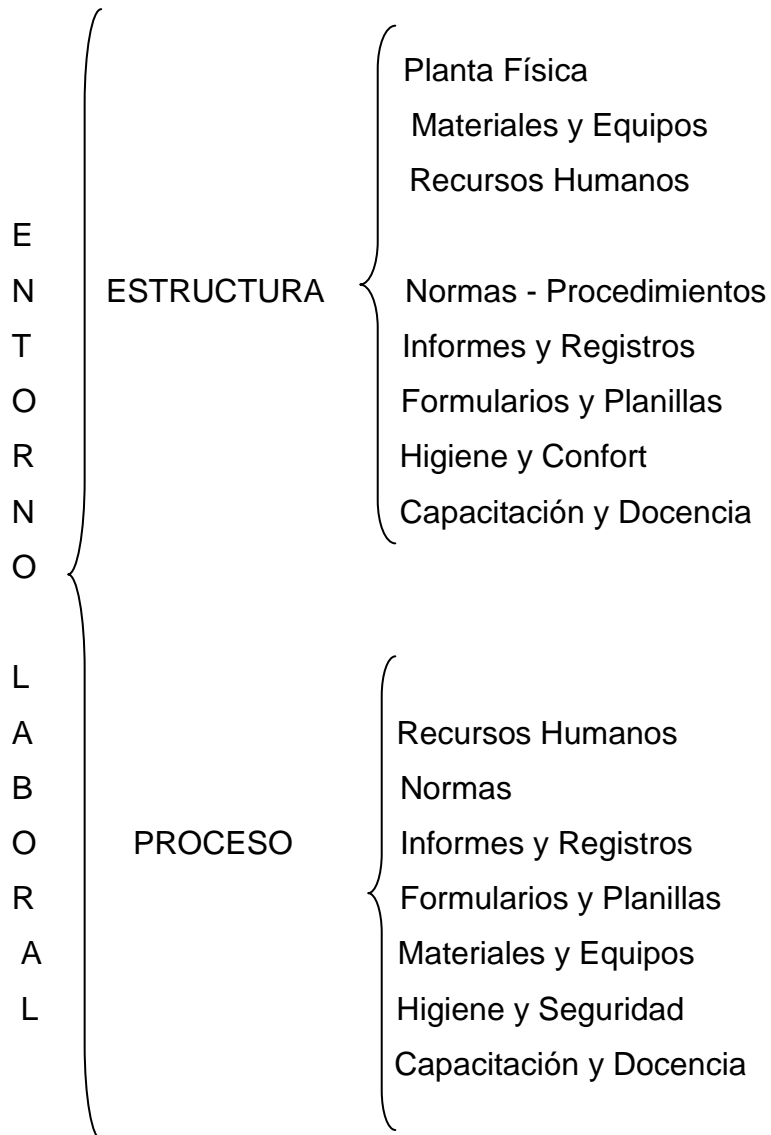 ENTORNO LABORAL
ESTRUCTURA
Planta Física
Materiales y Equipos
Recursos Humanos
Normas - Procedimientos
Informes y Registros
Formularios y Planillas
Higiene y Confort
Capacitación y Docencia
PROCESO
Recursos Humanos
Normas
Informes y Registros
Formularios y Planillas
Materiales y Equipos
Higiene y Seguridad
Capacitación y Docencia